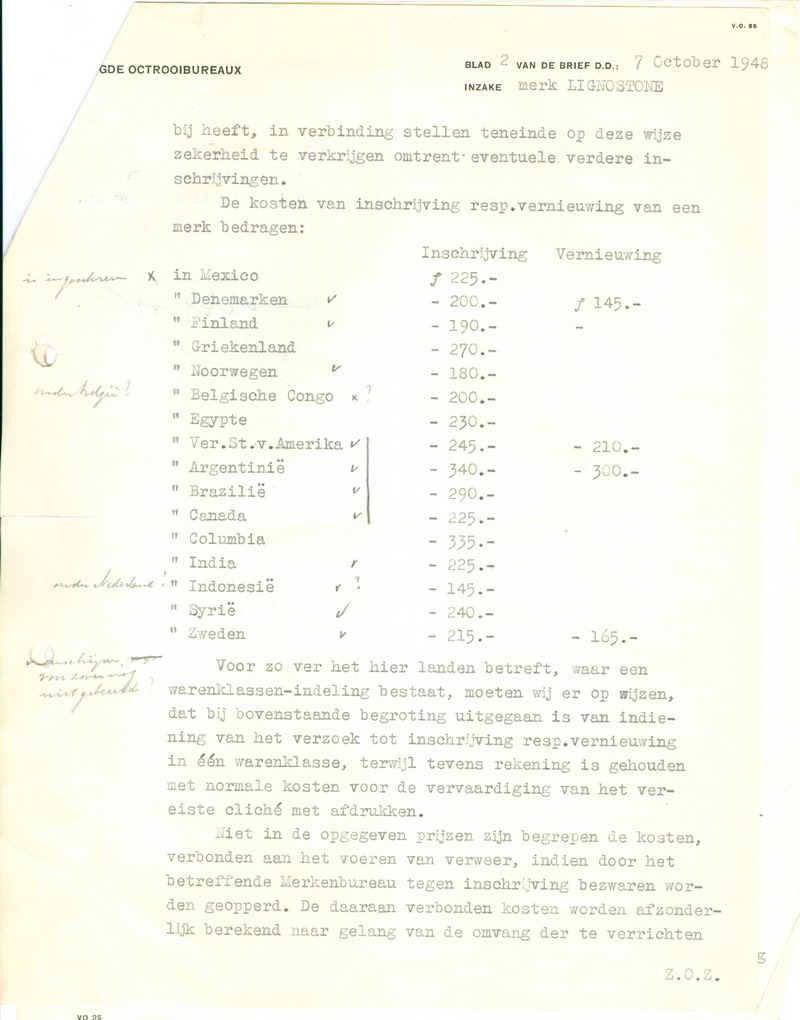 V.O. 26
GDE OCTROOIBUREAUX
BLAD 2 VAN DE BRIEF D.D.: 7 October 1948
INZAKE merk LIGNOSTONE
bij heeft, in verbinding stellen teneinde op deze wijze
zekerheid te verkrijgen omtrent eventuele verdere in-
schrijvingen.
De kosten van inschrijving resp.vernieuwing van een
merk bedragen:
Inschrijving Vernieuwing
is ingeschreven x in Mexico ƒ 225.-
" Denemarken ✓ - 200.- ƒ 145.-
" Finland ✓ - 190.- -
" Griekenland - 270.-
" Noorwegen ✓ - 180.-
onder België? " Belgische Congo x ? - 200.-
" Egypte - 230.-
" Ver.St.v.Amerika ✓ - 245.- - 210.-
" Argentinië ✓ - 340.- - 300.-
" Brazilië ✓ - 290.-
" Canada ✓ - 225.-
" Columbia - 335.-
" India ✓ - 225.-
onder Nederland? " Indonesië ✓ ? - 145.-
" Syrië ✓ - 240.-
" Zweden ✓ - 215.- - 165.-
Voor zo ver het hier landen betreft, waar een
warenklassen-indeling bestaat, moeten wij er op wijzen,
niet gebeurd?
dat bij bovenstaande begroting uitgegaan is van indie-
ning van het verzoek tot inschrijving resp.vernieuwing
in één warenklasse, terwijl tevens rekening is gehouden
met normale kosten voor de vervaardiging van het ver-
eiste cliché met afdrukken.
Niet in de opgegeven prijzen zijn begrepen de kosten,
verbonden aan het voeren van verweer, indien door het
betreffende Merkenbureau tegen inschrijving bezwaren wor-
den geopperd. De daaraan verbonden kosten worden afzonder-
lijk berekend naar gelang van de omvang der te verrichten
g
Z.O.Z.
VO 25